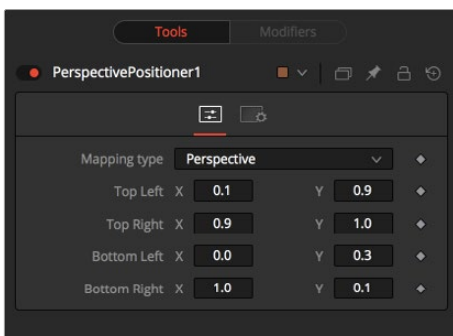 Tools Modifiers
PerspectivePositioner1
Mapping type Perspective
Top Left X 0.1 Y 0.9
Top Right X 0.9 Y 1.0
Bottom Left X 0.0 Y 0.3
Bottom Right X 1.0 Y 0.1